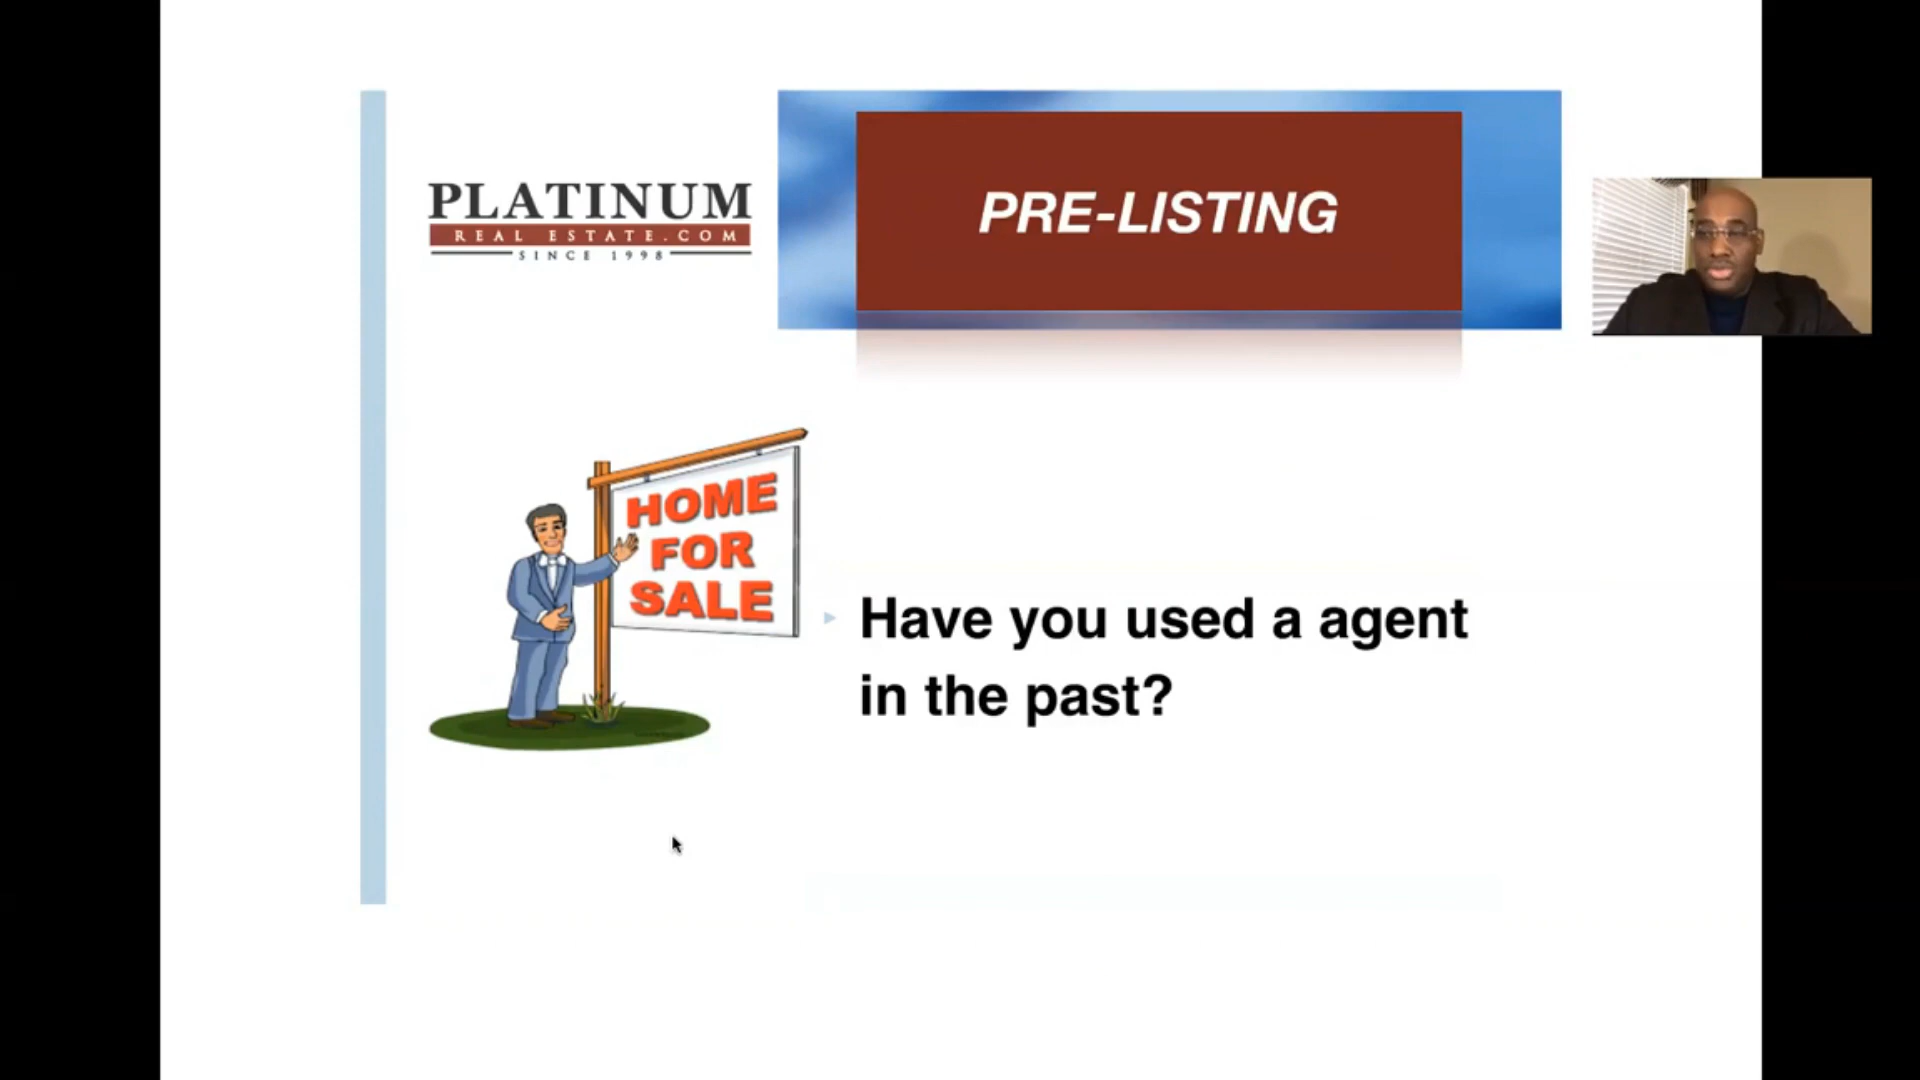 PLATINUM
REAL ESTATE.COM
SINCE 1998
PRE-LISTING
HOME
FOR
SALE
Have you used a agent
in the past?